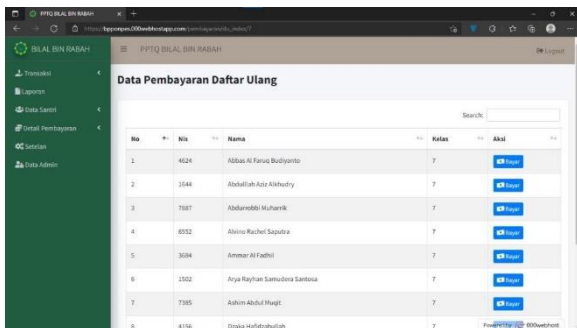 PPTQ BILAL BIN RABAH
BILAL BIN RABAH
PPTQ BILAL BIN RABAH
Logout
Transaksi
Laporan
Data Santri
Detail Pembayaran
Setelan
Data Admin
Data Pembayaran Daftar Ulang
Search:
No Nis Nama Kelas Aksi
1 4624 Abbas Al Faruq Budiyanto 7 Bayar
2 1644 Abdulllah Aziz Alkhudry 7 Bayar
3 7887 Abdurrobbi Muharrik 7 Bayar
4 Alvino Rachel Saputra 7 Bayar
5 3684 Ammar Al Fadhil 7 Bayar
6 1502 Arya Rayhan Samudera Santosa 7 Bayar
7 7385 Ashim Abdul Muqit 7 Bayar
8 4156 7
Powered by 000webhost